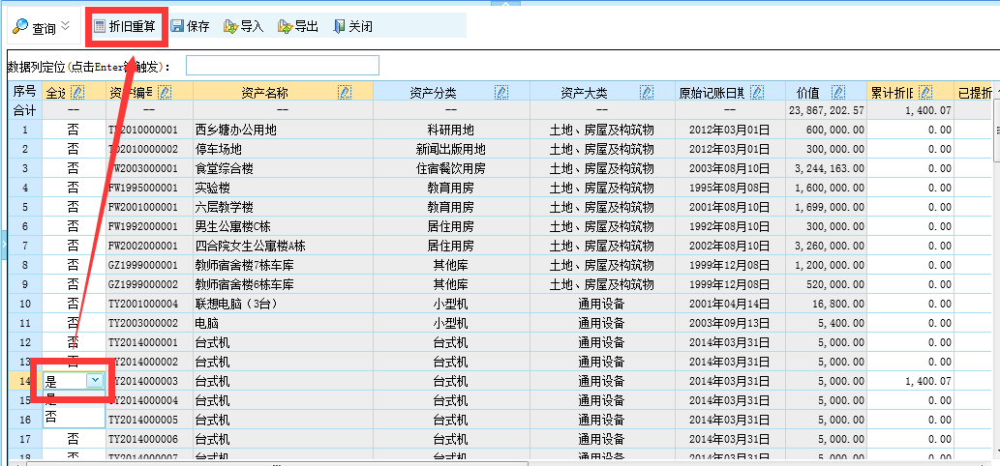 查询 折旧重算 保存 导入 导出 关闭
数据列定位(点击Enter 触发):
序号 全 资产编号 资产名称 资产分类 资产大类 原始记账日期 价值 累计折旧 已提折
合计 -- -- -- -- -- 23,867,202.57 1,400.07
1 否 2010000001 西乡塘办公用地 科研用地 土地、房屋及构筑物 2012年03月01日 600,000.00 0.00
2 否 2010000002 停车场地 新闻出版用地 土地、房屋及构筑物 2012年03月01日 300,000.00 0.00
3 否 FW2003000001 食堂综合楼 住宿餐饮用房 土地、房屋及构筑物 2003年08月10日 3,244,163.00 0.00
4 否 FW1995000001 实验楼 教育用房 土地、房屋及构筑物 1995年08月10日 1,600,000.00 0.00
5 否 FW2001000001 六层教学楼 教育用房 土地、房屋及构筑物 2001年08月10日 1,699,000.00 0.00
6 否 FW1992000001 男生公寓楼C栋 居住用房 土地、房屋及构筑物 1992年08月10日 300,000.00 0.00
7 否 FW2002000001 四合院女生公寓楼A栋 居住用房 土地、房屋及构筑物 2002年08月10日 3,260,000.00 0.00
8 否 GZ1999000001 教师宿舍楼7栋车库 其他库 土地、房屋及构筑物 1999年12月08日 1,200,000.00 0.00
9 否 GZ1999000002 教师宿舍楼6栋车库 其他库 土地、房屋及构筑物 1999年12月08日 520,000.00 0.00
10 否 TY2001000004 联想电脑（3台） 小型机 通用设备 2001年04月14日 16,800.00 0.00
11 否 TY2003000002 电脑 小型机 通用设备 2003年09月13日 5,400.00 0.00
12 否 TY2014000001 台式机 台式机 通用设备 2014年03月31日 5,000.00 0.00
13 否 TY2014000002 台式机 台式机 通用设备 2014年03月31日 5,000.00 0.00
14 是 TY2014000003 台式机 台式机 通用设备 2014年03月31日 5,000.00 1,400.07
15 是 TY2014000004 台式机 台式机 通用设备 2014年03月31日 5,000.00 0.00
16 否 TY2014000005 台式机 台式机 通用设备 2014年03月31日 5,000.00 0.00
17 否 TY2014000006 台式机 台式机 通用设备 2014年03月31日 5,000.00 0.00
18 否 TY2014000007 台式机 台式机 通用设备 2014年03月31日 5,000.00 0.00